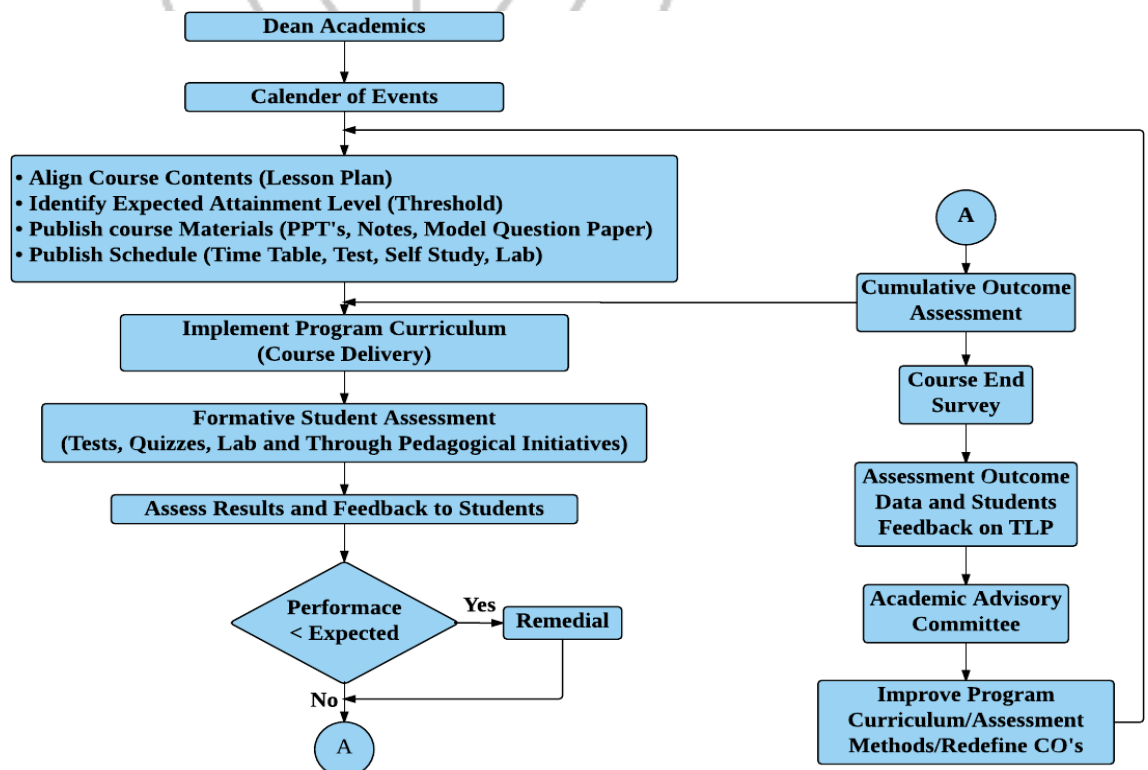 Dean Academics
Calender of Events
• Align Course Contents (Lesson Plan)
• Identify Expected Attainment Level (Threshold)
• Publish course Materials (PPT's, Notes, Model Question Paper)
• Publish Schedule (Time Table, Test, Self Study, Lab)
Implement Program Curriculum
(Course Delivery)
Formative Student Assessment
(Tests, Quizzes, Lab and Through Pedagogical Initiatives)
Assess Results and Feedback to Students
Performace
< Expected
Yes
Remedial
No
A
A
Cumulative Outcome
Assessment
Course End
Survey
Assessment Outcome
Data and Students
Feedback on TLP
Academic Advisory
Committee
Improve Program
Curriculum/Assessment
Methods/Redefine CO's